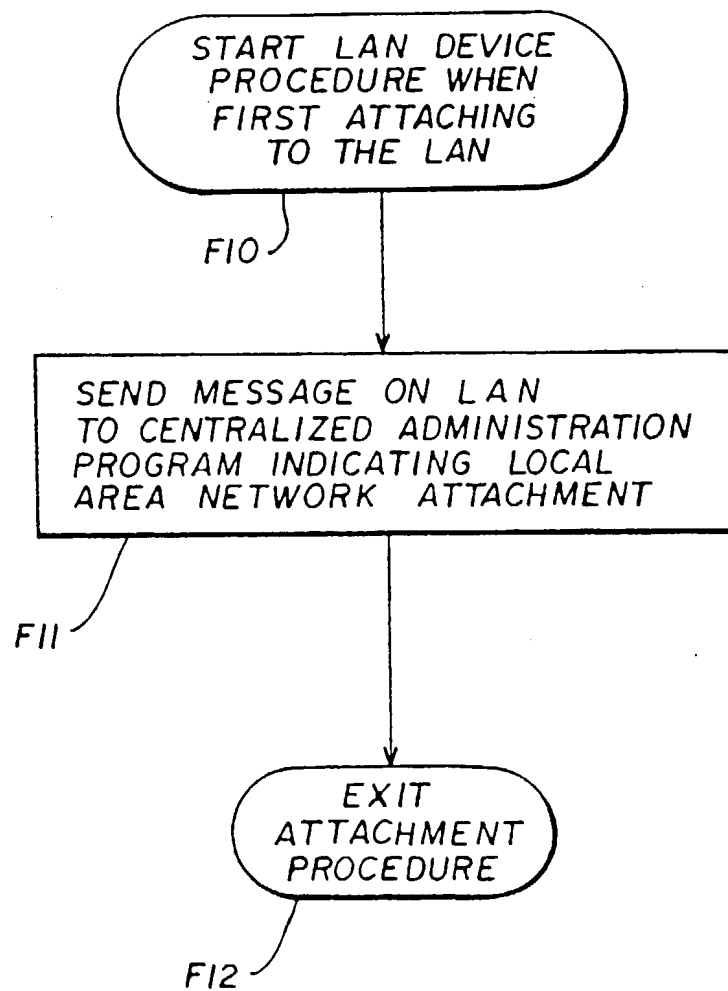 START LAN DEVICE
PROCEDURE WHEN
FIRST ATTACHING
TO THE LAN
F10
SEND MESSAGE ON LAN
TO CENTRALIZED ADMINISTRATION
PROGRAM INDICATING LOCAL
AREA NETWORK ATTACHMENT
F11
EXIT
ATTACHMENT
PROCEDURE
F12